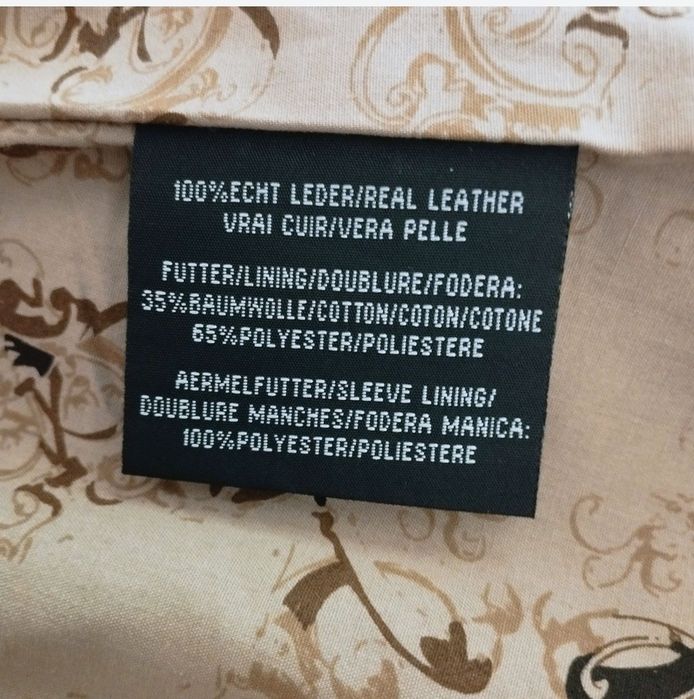 100%ECHT LEDER/REAL LEATHER
VRAI CUIR/VERA PELLE
FUTTER/LINING/DOUBLURE/FODERA:
35%BAUMWOLLE/COTTON/COTON/COTONE
65%POLYESTER/POLIESTERE
AERMELFUTTER/SLEEVE LINING/
DOUBLURE MANCHES/FODERA MANICA:
100%POLYESTER/POLIESTERE